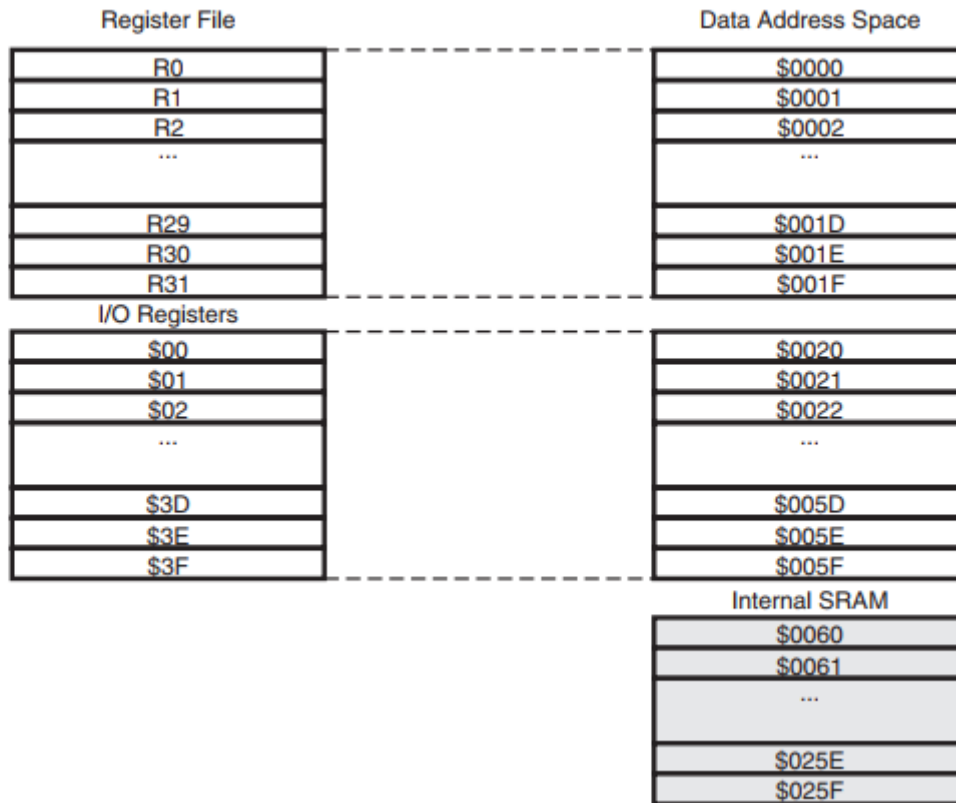 Register File Data Address Space
R0 $0000
R1 $0001
R2 $0002
... ...
R29 $001D
R30 $001E
R31 $001F
I/O Registers
$00 $0020
$01 $0021
$02 $0022
... ...
$3D $005D
$3E $005E
$3F $005F
Internal SRAM
$0060
$0061
...
$025E
$025F